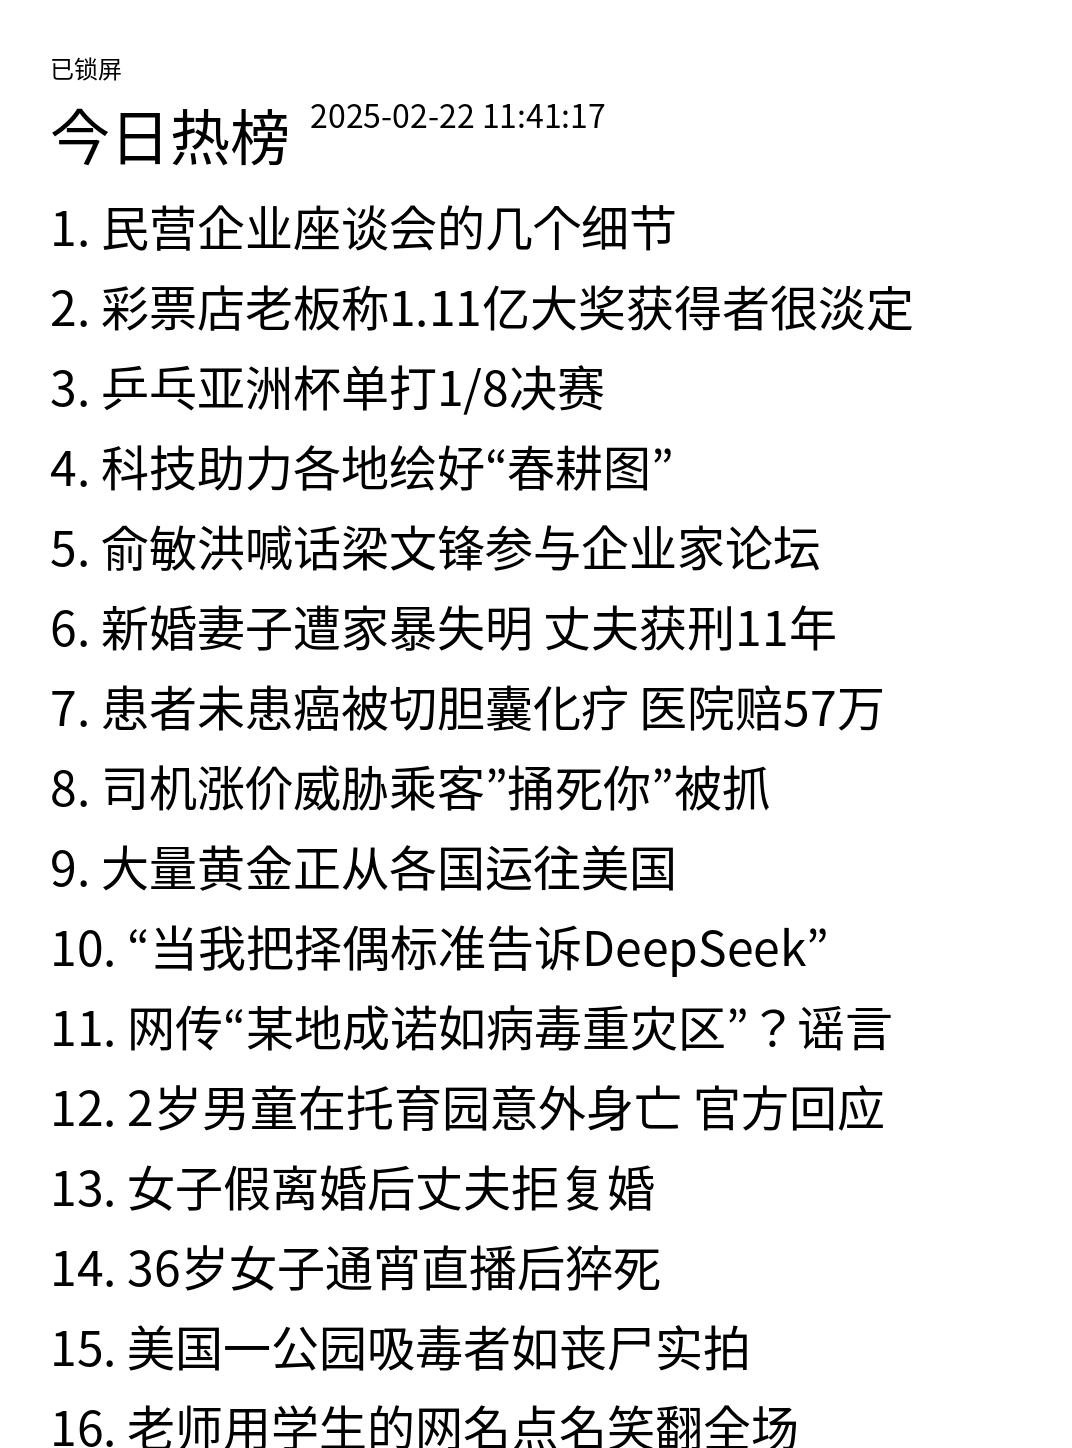 已锁屏
今日热榜 2025-02-22 11:41:17
1. 民营企业座谈会的几个细节
2. 彩票店老板称1.11亿大奖获得者很淡定
3. 乒乓亚洲杯单打1/8决赛
4. 科技助力各地绘好“春耕图”
5. 俞敏洪喊话梁文锋参与企业家论坛
6. 新婚妻子遭家暴失明 丈夫获刑11年
7. 患者未患癌被切胆囊化疗 医院赔57万
8. 司机涨价威胁乘客”捅死你”被抓
9. 大量黄金正从各国运往美国
10. “当我把择偶标准告诉DeepSeek”
11. 网传“某地成诺如病毒重灾区”？谣言
12. 2岁男童在托育园意外身亡 官方回应
13. 女子假离婚后丈夫拒复婚
14. 36岁女子通宵直播后猝死
15. 美国一公园吸毒者如丧尸实拍
16. 老师用学生的网名点名笑翻全场